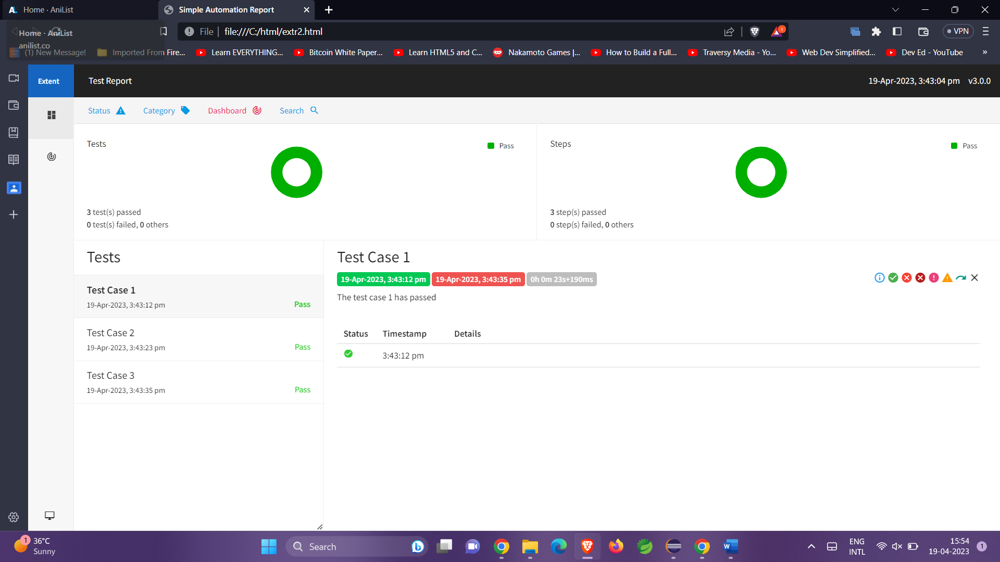 Home · AniList
Simple Automation Report
Home · AniList
anilist.co
File
file:///C:/html/extr2.html
1
VPN
(1) New Message!
Imported From Fire...
Learn EVERYTHING...
Bitcoin White Paper...
Learn HTML5 and C...
Nakamoto Games |...
How to Build a Full...
Traversy Media - Yo...
Web Dev Simplified...
Dev Ed - YouTube
»
Extent
Test Report
19-Apr-2023, 3:43:04 pm
v3.0.0
Status
Category
Dashboard
Search
Tests
Pass
3 test(s) passed
0 test(s) failed, 0 others
Steps
Pass
3 step(s) passed
0 step(s) failed, 0 others
Tests
Test Case 1
19-Apr-2023, 3:43:12 pm
Pass
Test Case 2
19-Apr-2023, 3:43:23 pm
Pass
Test Case 3
19-Apr-2023, 3:43:35 pm
Pass
Test Case 1
19-Apr-2023, 3:43:12 pm
19-Apr-2023, 3:43:35 pm
0h 0m 23s+190ms
The test case 1 has passed
Status Timestamp Details
3:43:12 pm
1
36°C
Sunny
Search
W
ENG
INTL
15:54
19-04-2023
1